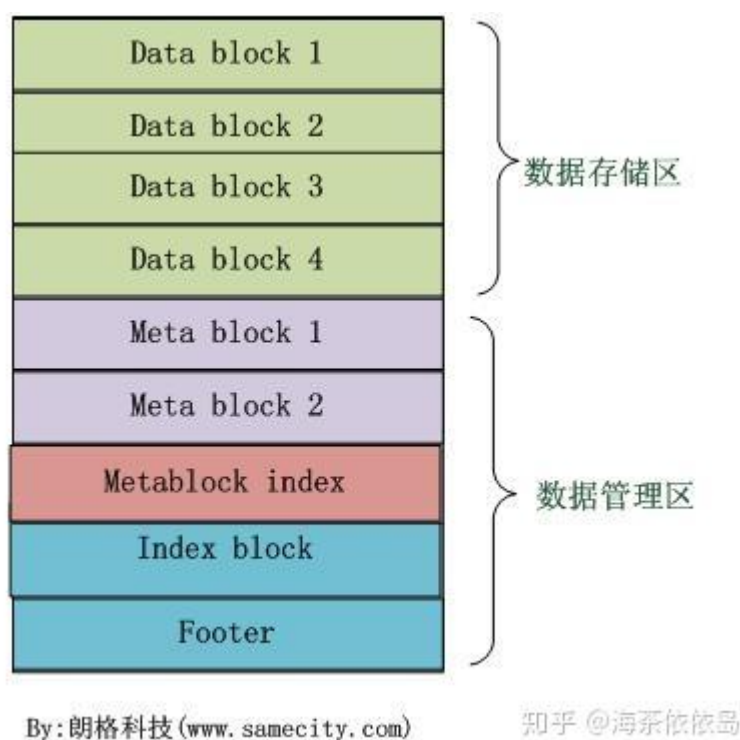 Data block 1
Data block 2
数据存储区
Data block 3
Data block 4
Meta block 1
Meta block 2
Metablock index
数据管理区
Index block
Footer
By:朗格科技(www.samecity.com)
知乎 @海茶依依岛